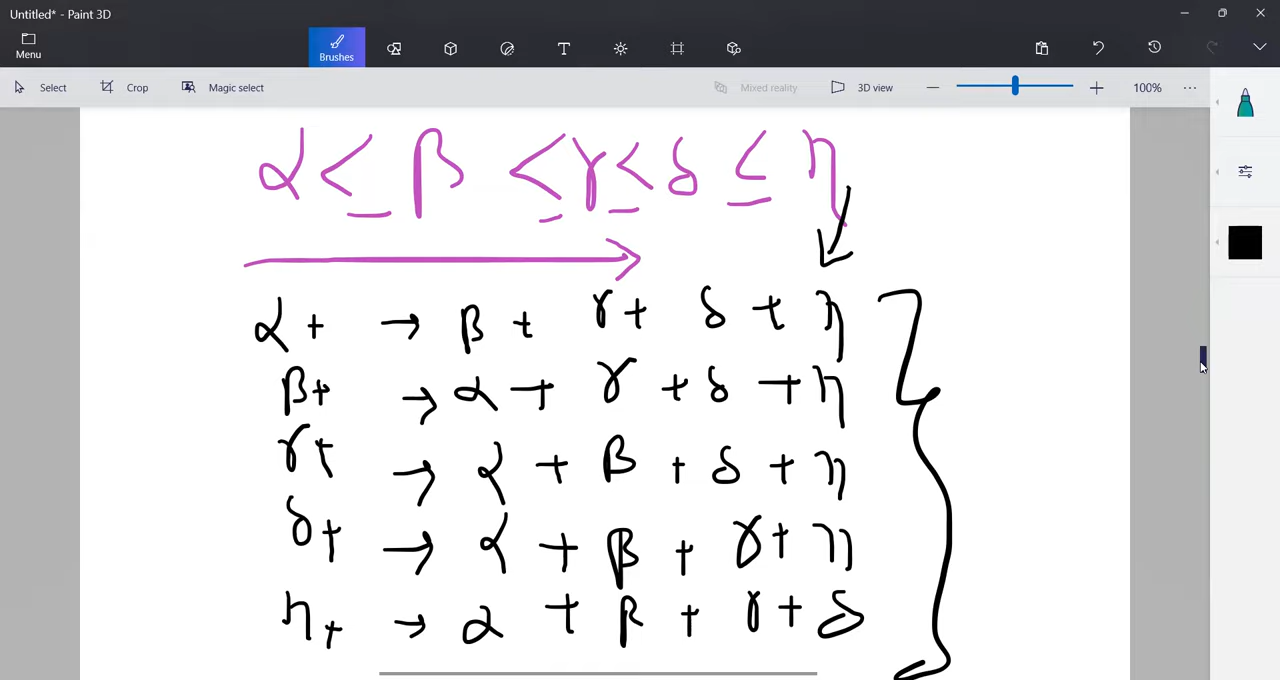 Untitled* - Paint 3D
Menu
Brushes
Select Crop Magic select Mixed reality 3D view 100%
α ≤ β ≤ γ ≤ δ ≤ η
α + → β + γ + δ + η
β + → α + γ + δ + η
γ + → α + β + δ + η
δ + → α + β + γ + η
η + → α + β + γ + δ